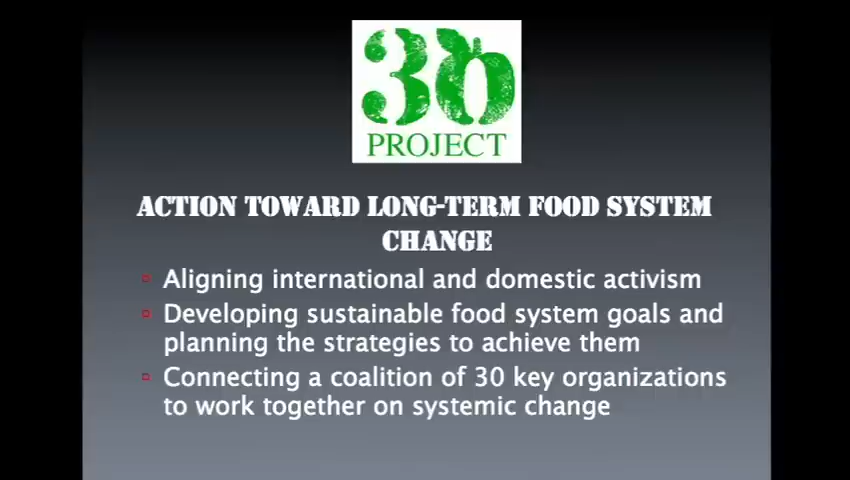 30
PROJECT
ACTION TOWARD LONG-TERM FOOD SYSTEM
CHANGE
Aligning international and domestic activism
Developing sustainable food system goals and
planning the strategies to achieve them
Connecting a coalition of 30 key organizations
to work together on systemic change